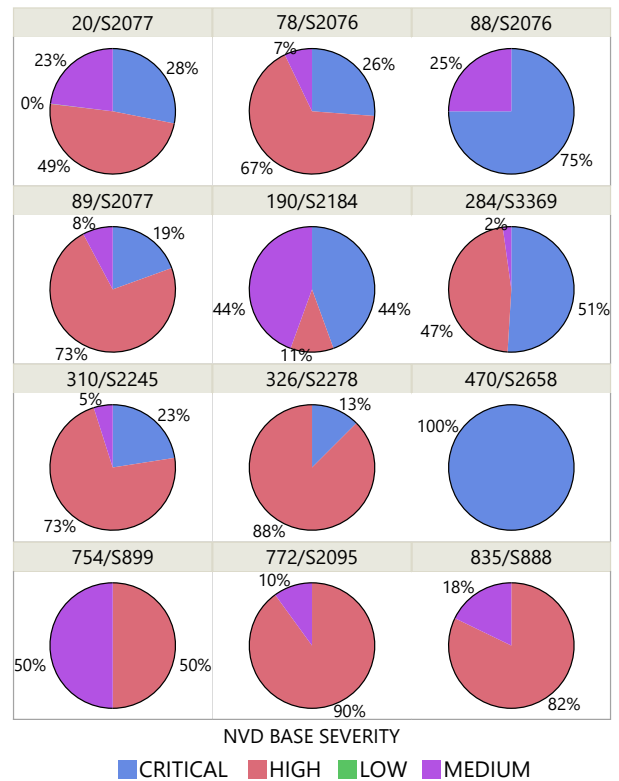 20/S2077 78/S2076 88/S2076
23% 28% 0% 49%
7% 26% 67%
25% 75%
89/S2077 190/S2184 284/S3369
8% 19% 73%
44% 44% 11%
2% 51% 47%
310/S2245 326/S2278 470/S2658
5% 23% 73%
13% 88%
100%
754/S899 772/S2095 835/S888
50% 50%
10% 90%
18% 82%
NVD BASE SEVERITY
CRITICAL HIGH LOW MEDIUM